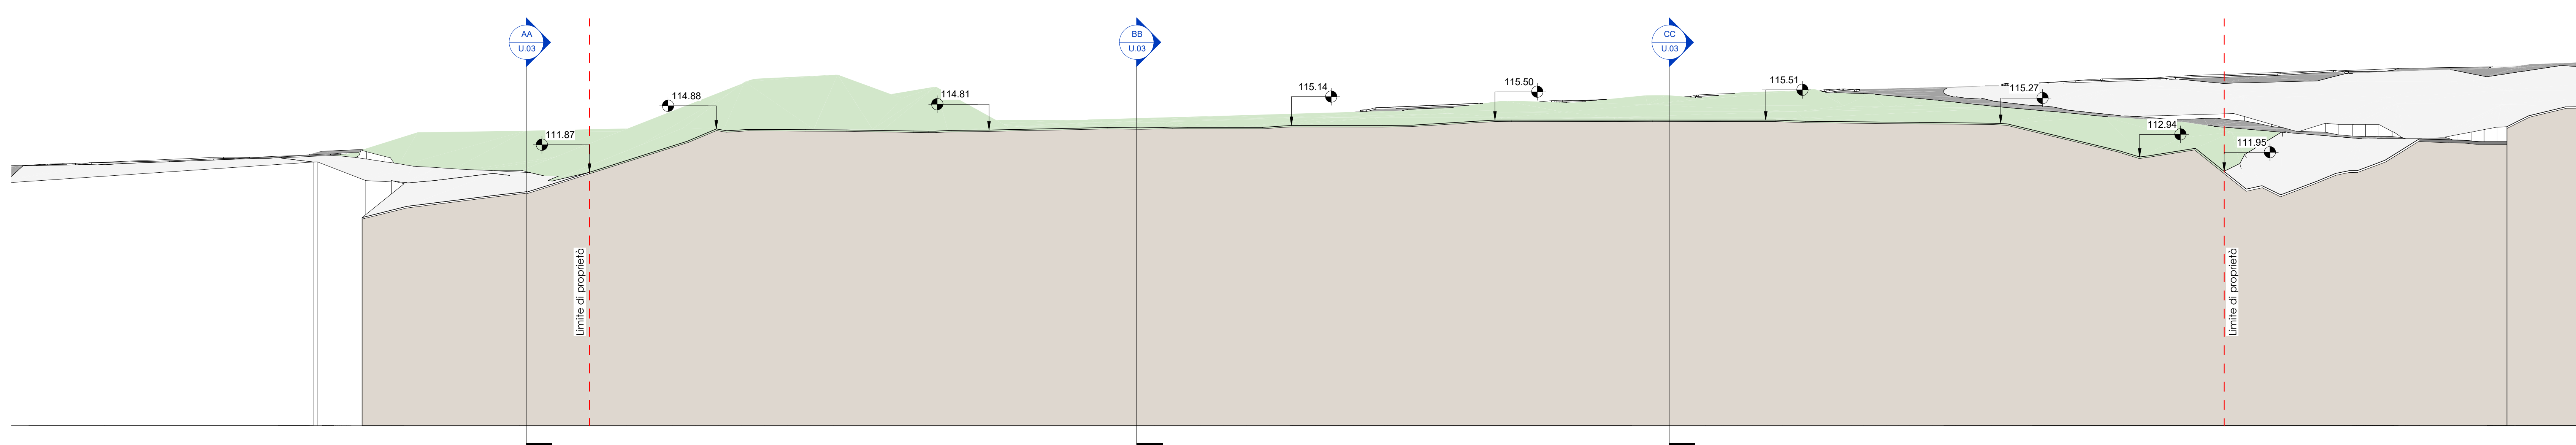 AA
U.03
BB
U.03
CC
U.03
111.87
114.88
114.81
115.14
115.50
115.51
115.27
112.94
111.95
Limite di proprietà
Limite di proprietà